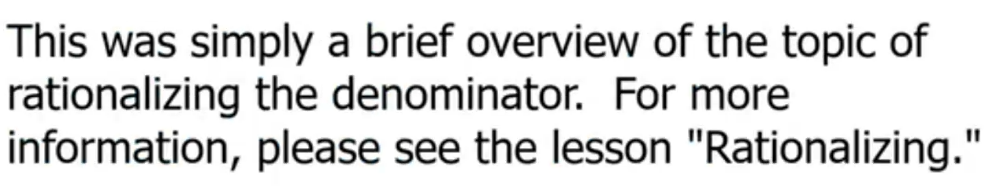 This was simply a brief overview of the topic of
rationalizing the denominator.  For more
information, please see the lesson "Rationalizing."